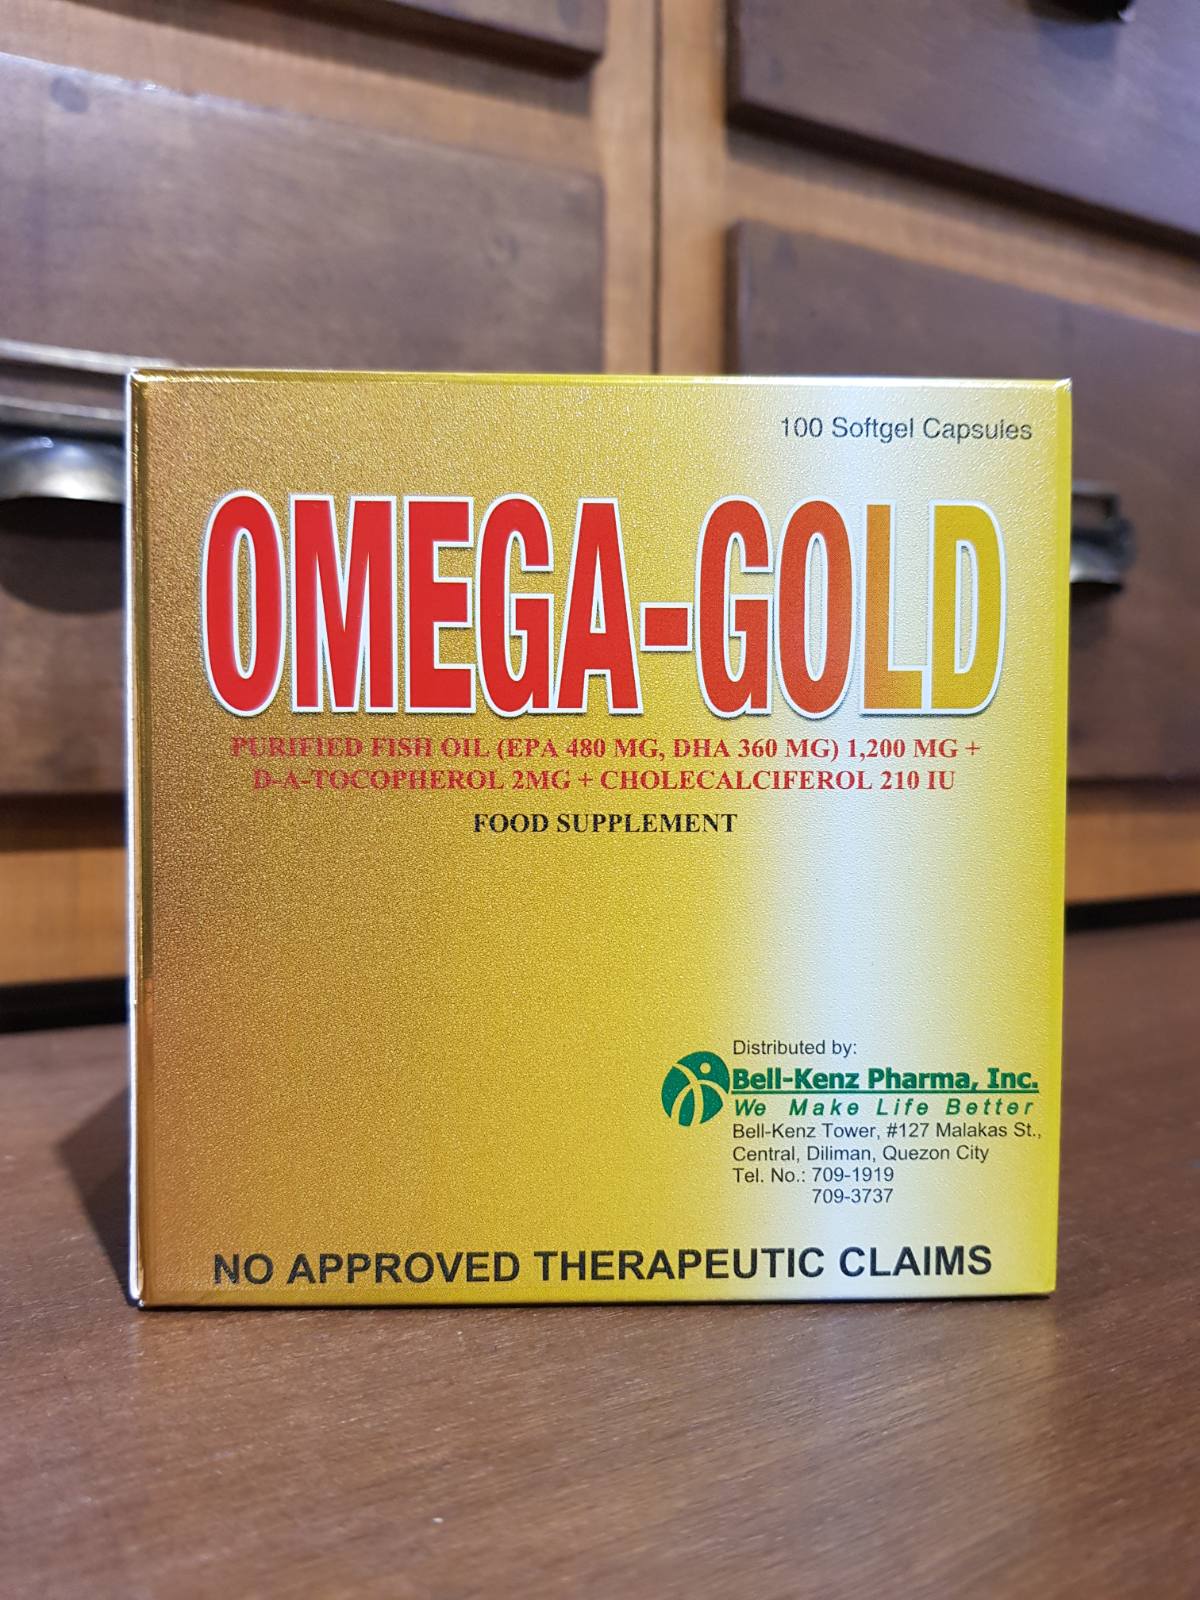 100 Softgel Capsules
OMEGA-GOLD
PURIFIED FISH OIL (EPA 480 MG, DHA 360 MG) 1,200 MG +
D-A-TOCOPHEROL 2MG + CHOLECALCIFEROL 210 IU
FOOD SUPPLEMENT
Distributed by:
Bell-Kenz Pharma, Inc.
We Make Life Better
Bell-Kenz Tower, #127 Malakas St.,
Central, Diliman, Quezon City
Tel. No.: 709-1919
709-3737
NO APPROVED THERAPEUTIC CLAIMS